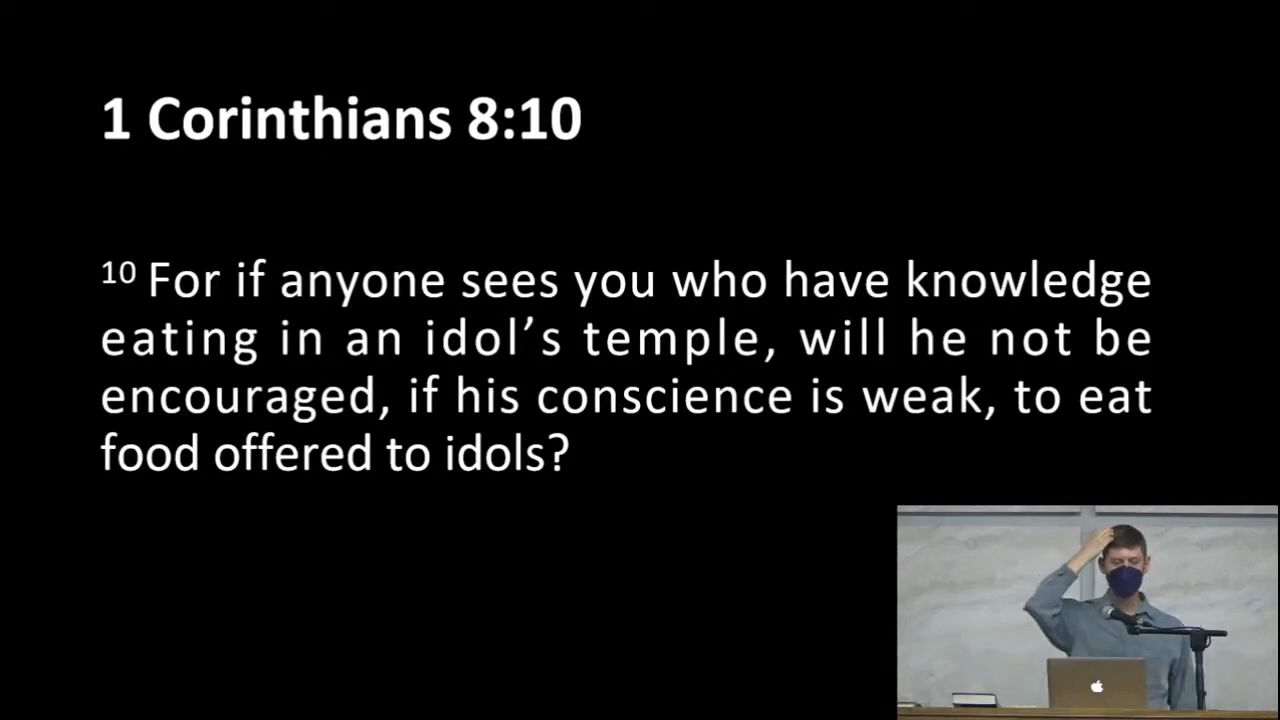 1 Corinthians 8:10
10 For if anyone sees you who have knowledge
eating in an idol’s temple, will he not be
encouraged, if his conscience is weak, to eat
food offered to idols?